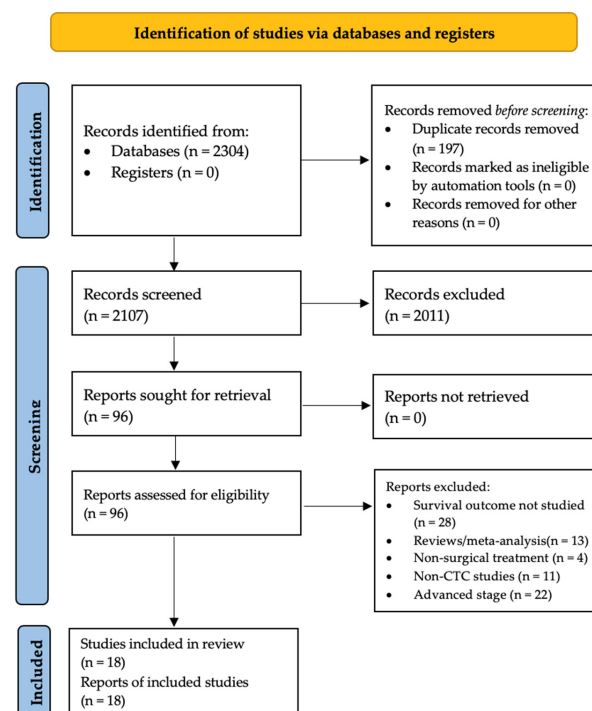 Identification of studies via databases and registers
Identification
Records identified from:
• Databases (n = 2304)
• Registers (n = 0)
Records removed before screening:
• Duplicate records removed
(n = 197)
• Records marked as ineligible
by automation tools (n = 0)
• Records removed for other
reasons (n = 0)
Screening
Records screened
(n = 2107)
Records excluded
(n = 2011)
Reports sought for retrieval
(n = 96)
Reports not retrieved
(n = 0)
Reports assessed for eligibility
(n = 96)
Reports excluded:
• Survival outcome not studied
(n = 28)
• Reviews/meta-analysis(n = 13)
• Non-surgical treatment (n = 4)
• Non-CTC studies (n = 11)
• Advanced stage (n = 22)
Included
Studies included in review
(n = 18)
Reports of included studies
(n = 18)